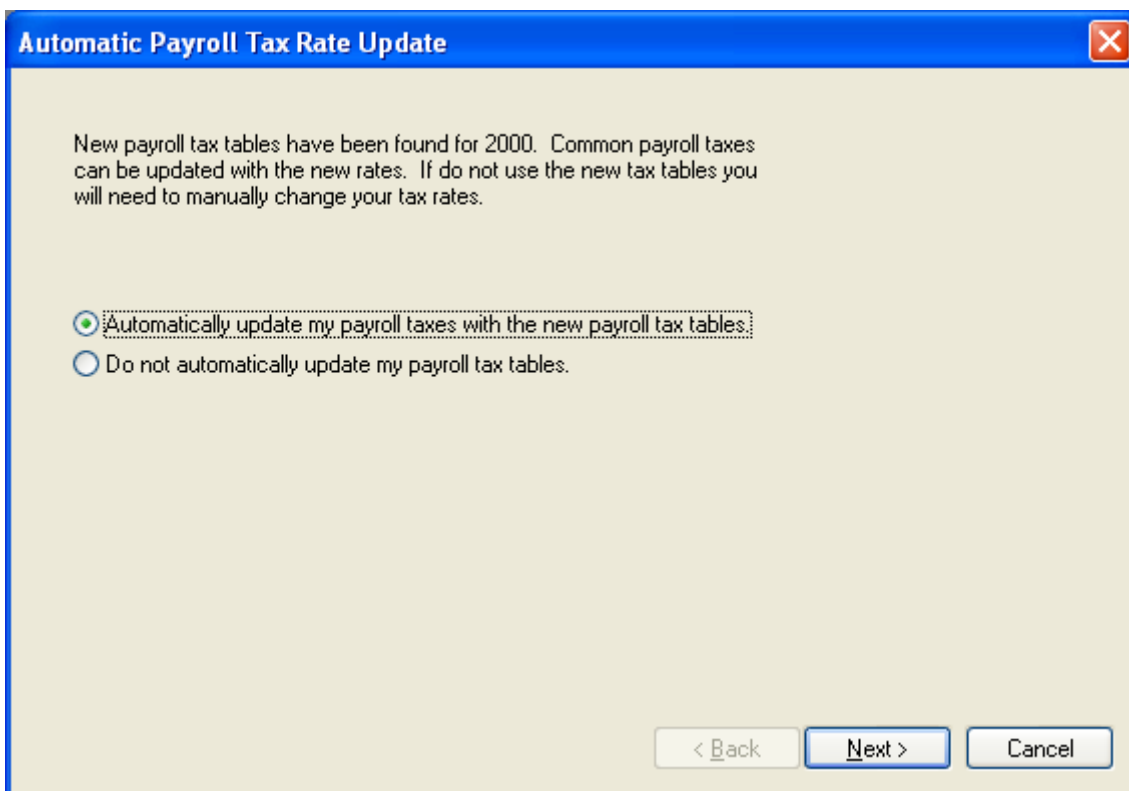 Automatic Payroll Tax Rate Update
New payroll tax tables have been found for 2000.  Common payroll taxes
can be updated with the new rates.  If do not use the new tax tables you
will need to manually change your tax rates.
Automatically update my payroll taxes with the new payroll tax tables.
Do not automatically update my payroll tax tables.
< Back
Next >
Cancel